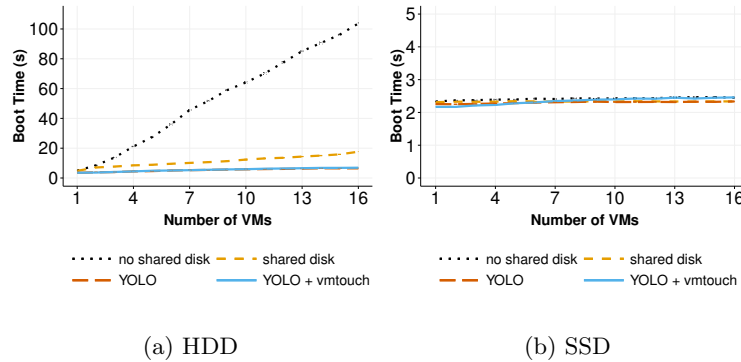 100
80
60
40
20
0
Boot Time (s)
1 4 7 10 13 16
Number of VMs
no shared disk shared disk
YOLO YOLO + vmtouch
(a) HDD
5
4
3
2
1
0
Boot Time (s)
1 4 7 10 13 16
Number of VMs
no shared disk shared disk
YOLO YOLO + vmtouch
(b) SSD